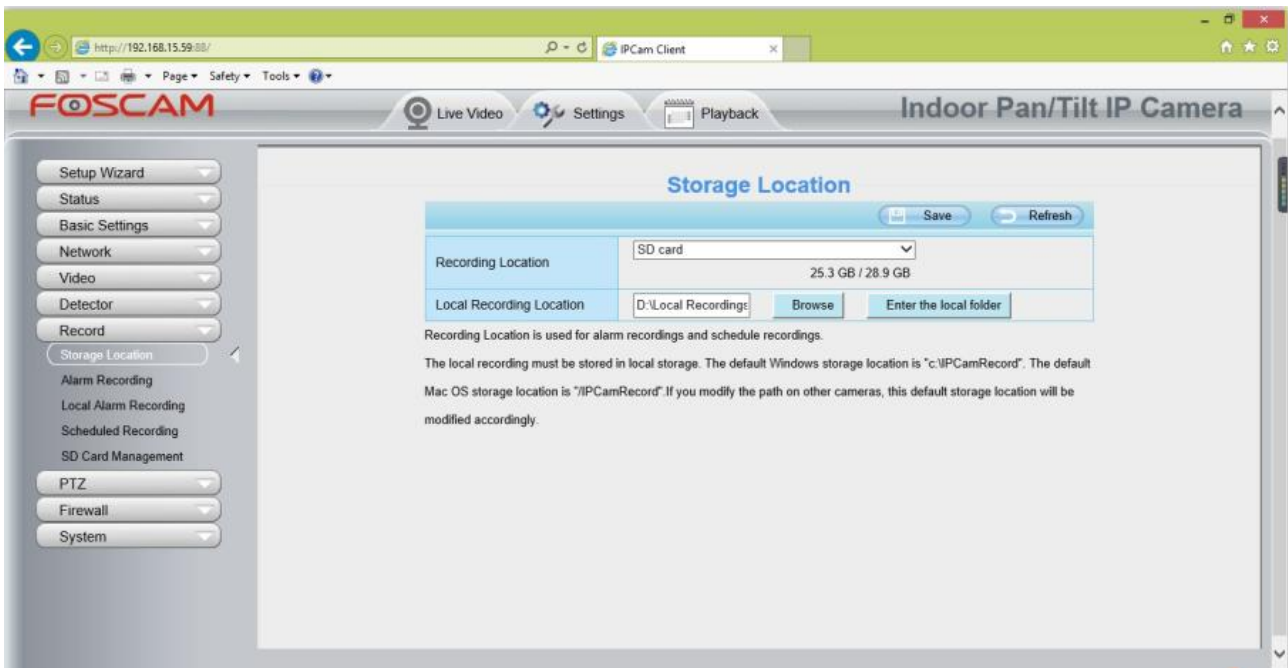 http://192.168.15.59:88/
IPCam Client
Page Safety Tools
FOSCAM
Live Video
Settings
Playback
Indoor Pan/Tilt IP Camera
Setup Wizard
Status
Basic Settings
Network
Video
Detector
Record
Storage Location
Alarm Recording
Local Alarm Recording
Scheduled Recording
SD Card Management
PTZ
Firewall
System
Storage Location
Save Refresh
Recording Location SD card
25.3 GB / 28.9 GB
Local Recording Location D:\Local Recordings Browse Enter the local folder
Recording Location is used for alarm recordings and schedule recordings.
The local recording must be stored in local storage. The default Windows storage location is "c:\IPCamRecord". The default
Mac OS storage location is "/IPCamRecord".If you modify the path on other cameras, this default storage location will be
modified accordingly.